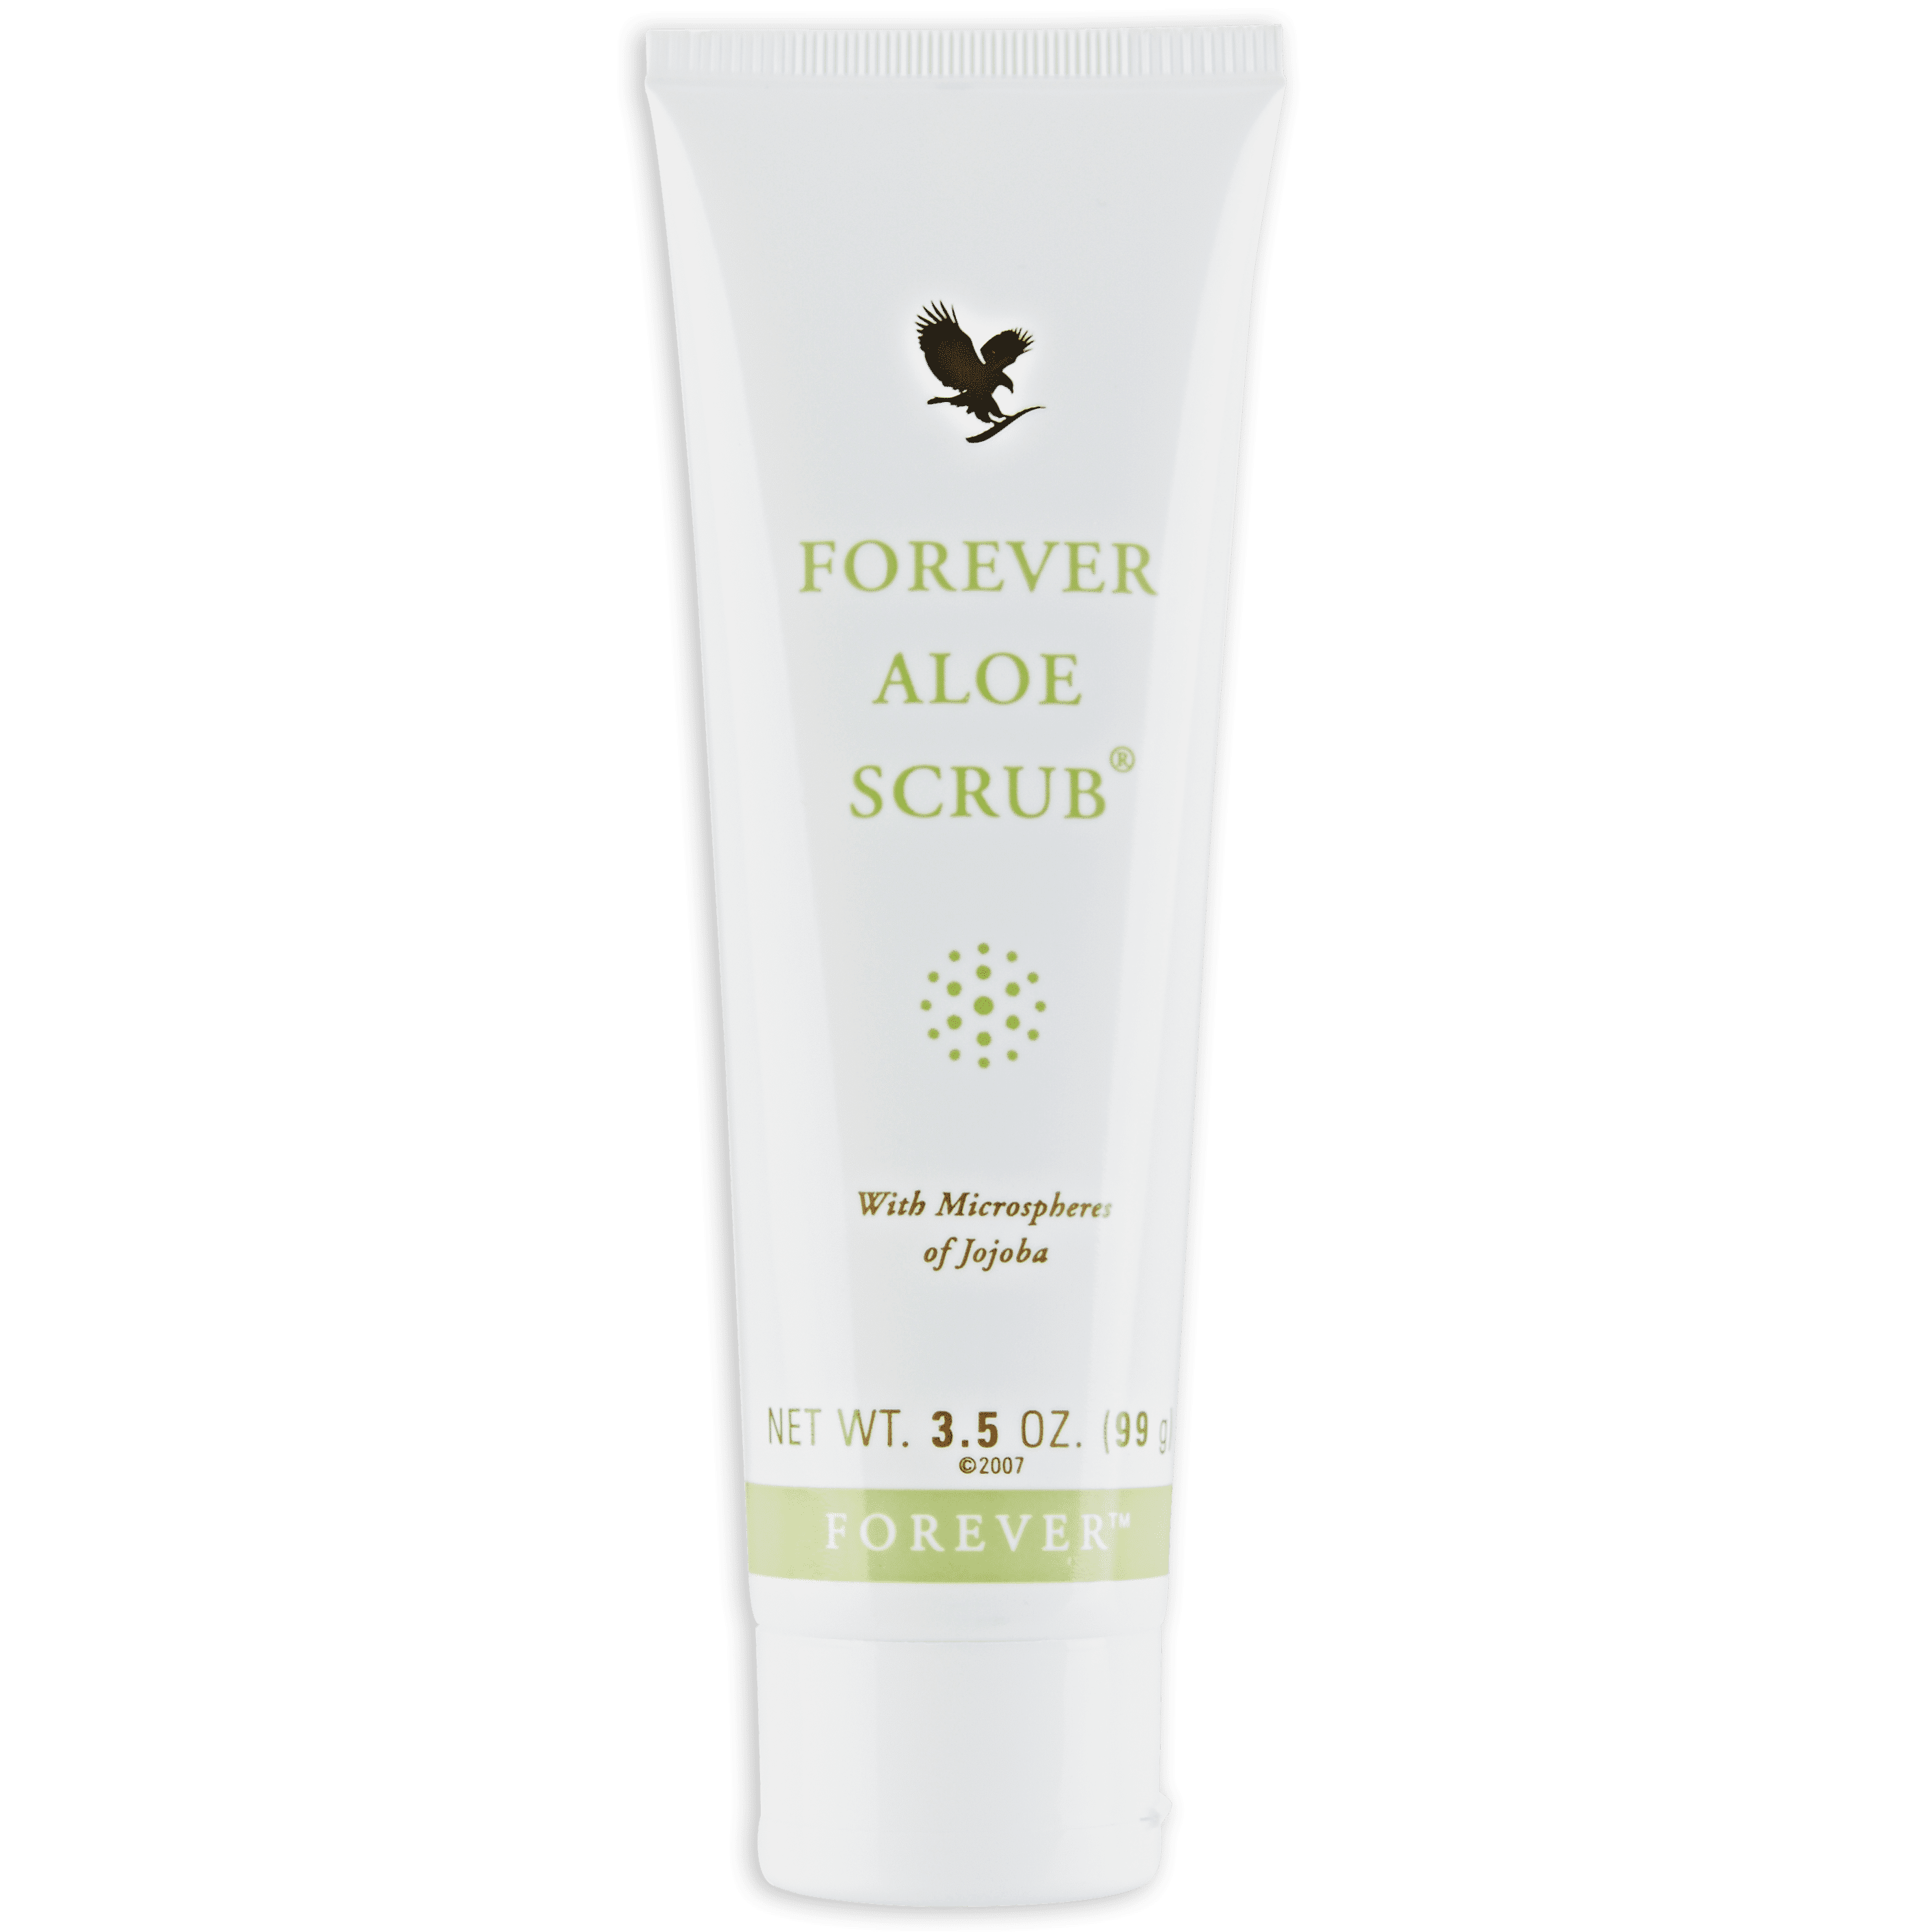 FOREVER
ALOE
SCRUB®
With Microspheres
of Jojoba
NET WT. 3.5 OZ. (99 g)
©2007
FOREVER™